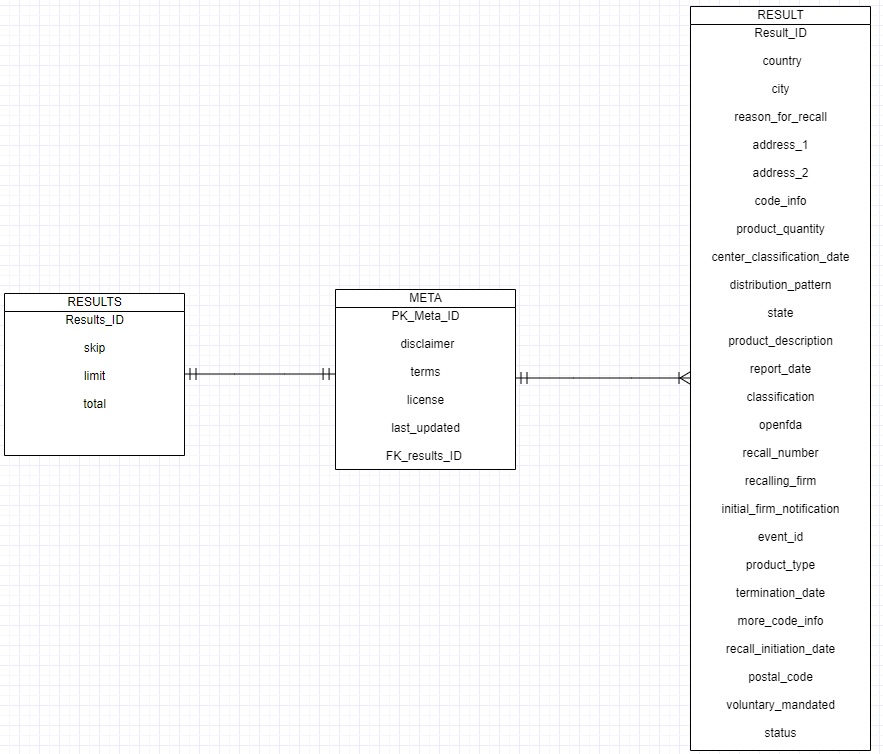 RESULTS
Results_ID
skip
limit
total
META
PK_Meta_ID
disclaimer
terms
license
last_updated
FK_results_ID
RESULT
Result_ID
country
city
reason_for_recall
address_1
address_2
code_info
product_quantity
center_classification_date
distribution_pattern
state
product_description
report_date
classification
openfda
recall_number
recalling_firm
initial_firm_notification
event_id
product_type
termination_date
more_code_info
recall_initiation_date
postal_code
voluntary_mandated
status